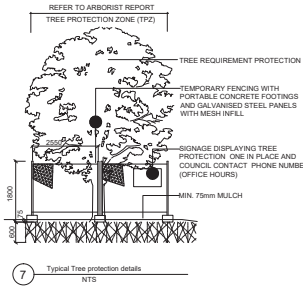 REFER TO ARBORIST REPORT
TREE PROTECTION ZONE (TPZ)
TREE REQUIREMENT PROTECTION
TEMPORARY FENCING WITH
PORTABLE CONCRETE FOOTINGS
AND GALVANISED STEEL PANELS
WITH MESH INFILL
2550
SIGNAGE DISPLAYING TREE
PROTECTION ONE IN PLACE AND
COUNCIL CONTACT PHONE NUMBE
(OFFICE HOURS)
1800
MIN. 75mm MULCH
75
600
7
Typical Tree protection details
NTS